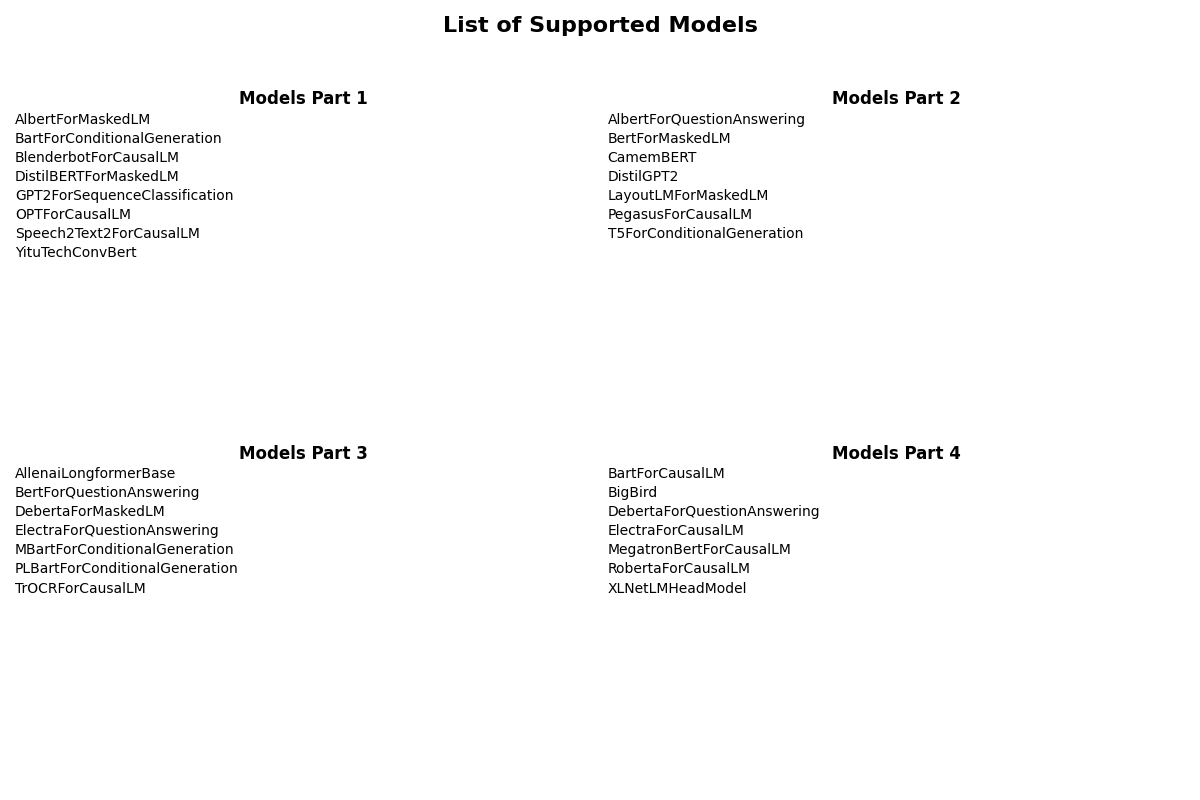 List of Supported Models
Models Part 1
AlbertForMaskedLM
BartForConditionalGeneration
BlenderbotForCausalLM
DistilBERTForMaskedLM
GPT2ForSequenceClassification
OPTForCausalLM
Speech2Text2ForCausalLM
YituTechConvBert
Models Part 2
AlbertForQuestionAnswering
BertForMaskedLM
CamemBERT
DistilGPT2
LayoutLMForMaskedLM
PegasusForCausalLM
T5ForConditionalGeneration
Models Part 3
AllenaiLongformerBase
BertForQuestionAnswering
DebertaForMaskedLM
ElectraForQuestionAnswering
MBartForConditionalGeneration
PLBartForConditionalGeneration
TrOCRForCausalLM
Models Part 4
BartForCausalLM
BigBird
DebertaForQuestionAnswering
ElectraForCausalLM
MegatronBertForCausalLM
RobertaForCausalLM
XLNetLMHeadModel